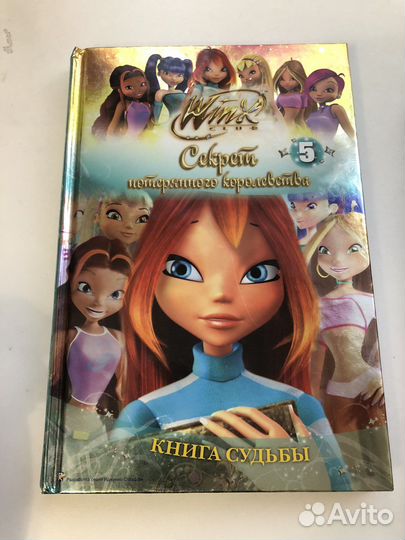 Winx
CLUB
Секрет
5
потерянного королевства
КНИГА СУДЬБЫ
Avito